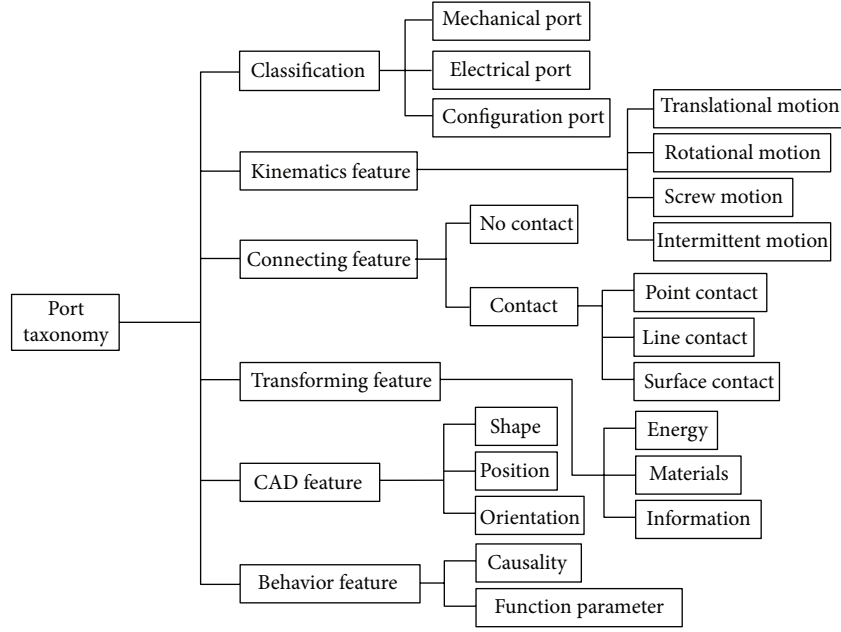 Port
taxonomy
Classification
Mechanical port
Electrical port
Configuration port
Kinematics feature
Translational motion
Rotational motion
Screw motion
Intermittent motion
Connecting feature
No contact
Contact
Point contact
Line contact
Surface contact
Transforming feature
Energy
Materials
Information
CAD feature
Shape
Position
Orientation
Behavior feature
Causality
Function parameter